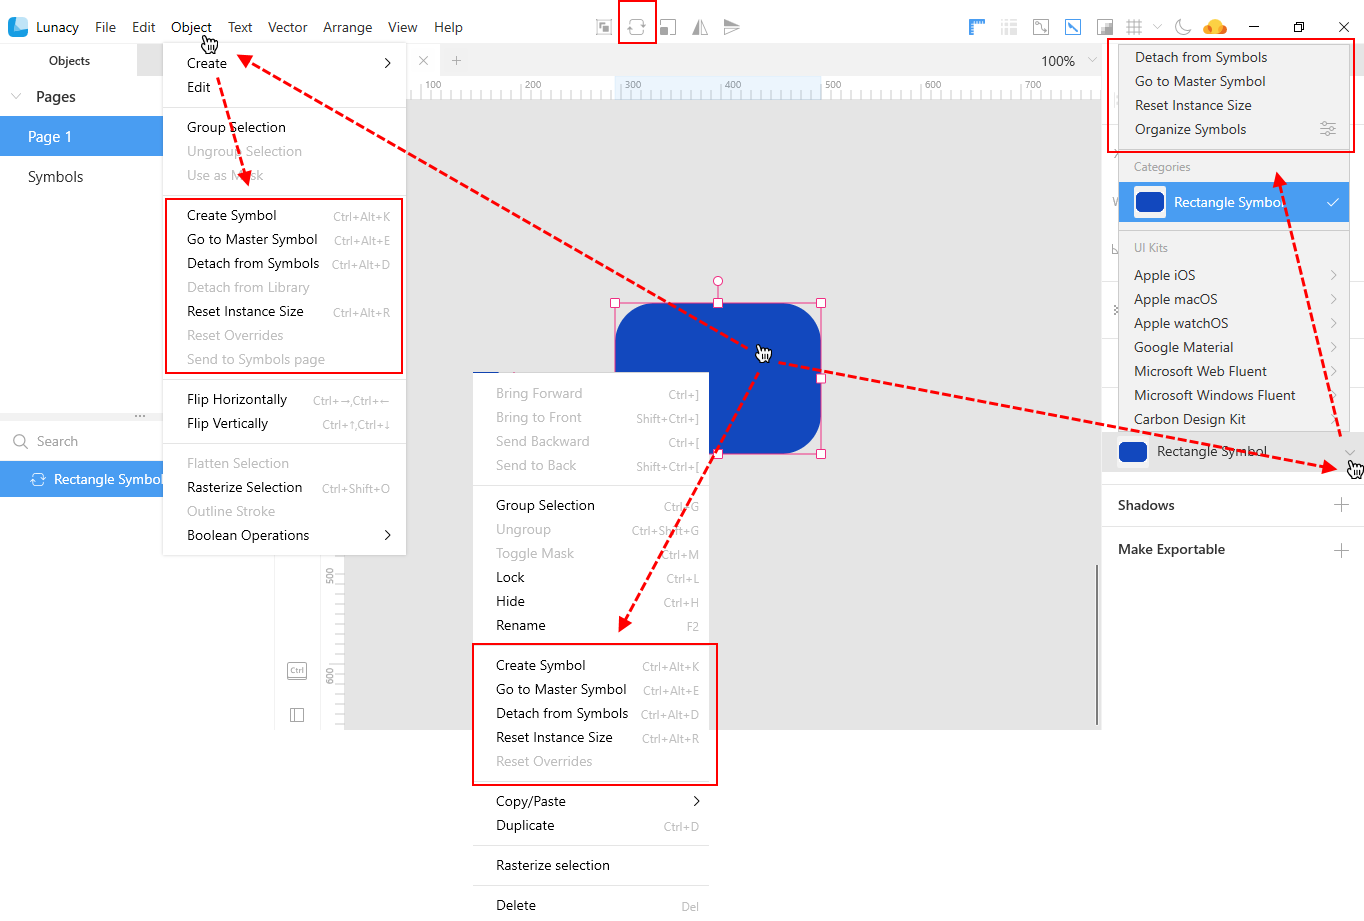 Lunacy File Edit Object Text Vector Arrange View Help
Objects
Pages
Page 1
Symbols
Search
Rectangle Symbol
Create
Edit
Group Selection
Ungroup Selection
Use as Mask
Create Symbol Ctrl+Alt+K
Go to Master Symbol Ctrl+Alt+E
Detach from Symbols Ctrl+Alt+D
Detach from Library
Reset Instance Size Ctrl+Alt+R
Reset Overrides
Send to Symbols page
Flip Horizontally Ctrl+→,Ctrl+←
Flip Vertically Ctrl+↑,Ctrl+↓
Flatten Selection
Rasterize Selection Ctrl+Shift+O
Outline Stroke
Boolean Operations
100%
100 200 300 400 500 600 700
500
600
Ctrl
Bring Forward Ctrl+]
Bring to Front Shift+Ctrl+]
Send Backward Ctrl+[
Send to Back Shift+Ctrl+[
Group Selection Ctrl+G
Ungroup Ctrl+Shift+G
Toggle Mask Ctrl+M
Lock Ctrl+L
Hide Ctrl+H
Rename F2
Create Symbol Ctrl+Alt+K
Go to Master Symbol Ctrl+Alt+E
Detach from Symbols Ctrl+Alt+D
Reset Instance Size Ctrl+Alt+R
Reset Overrides
Copy/Paste
Duplicate Ctrl+D
Rasterize selection
Delete Del
Detach from Symbols
Go to Master Symbol
Reset Instance Size
Organize Symbols
Categories
Rectangle Symbol
UI Kits
Apple iOS
Apple macOS
Apple watchOS
Google Material
Microsoft Web Fluent
Microsoft Windows Fluent
Carbon Design Kit
Rectangle Symbol
Shadows
Make Exportable